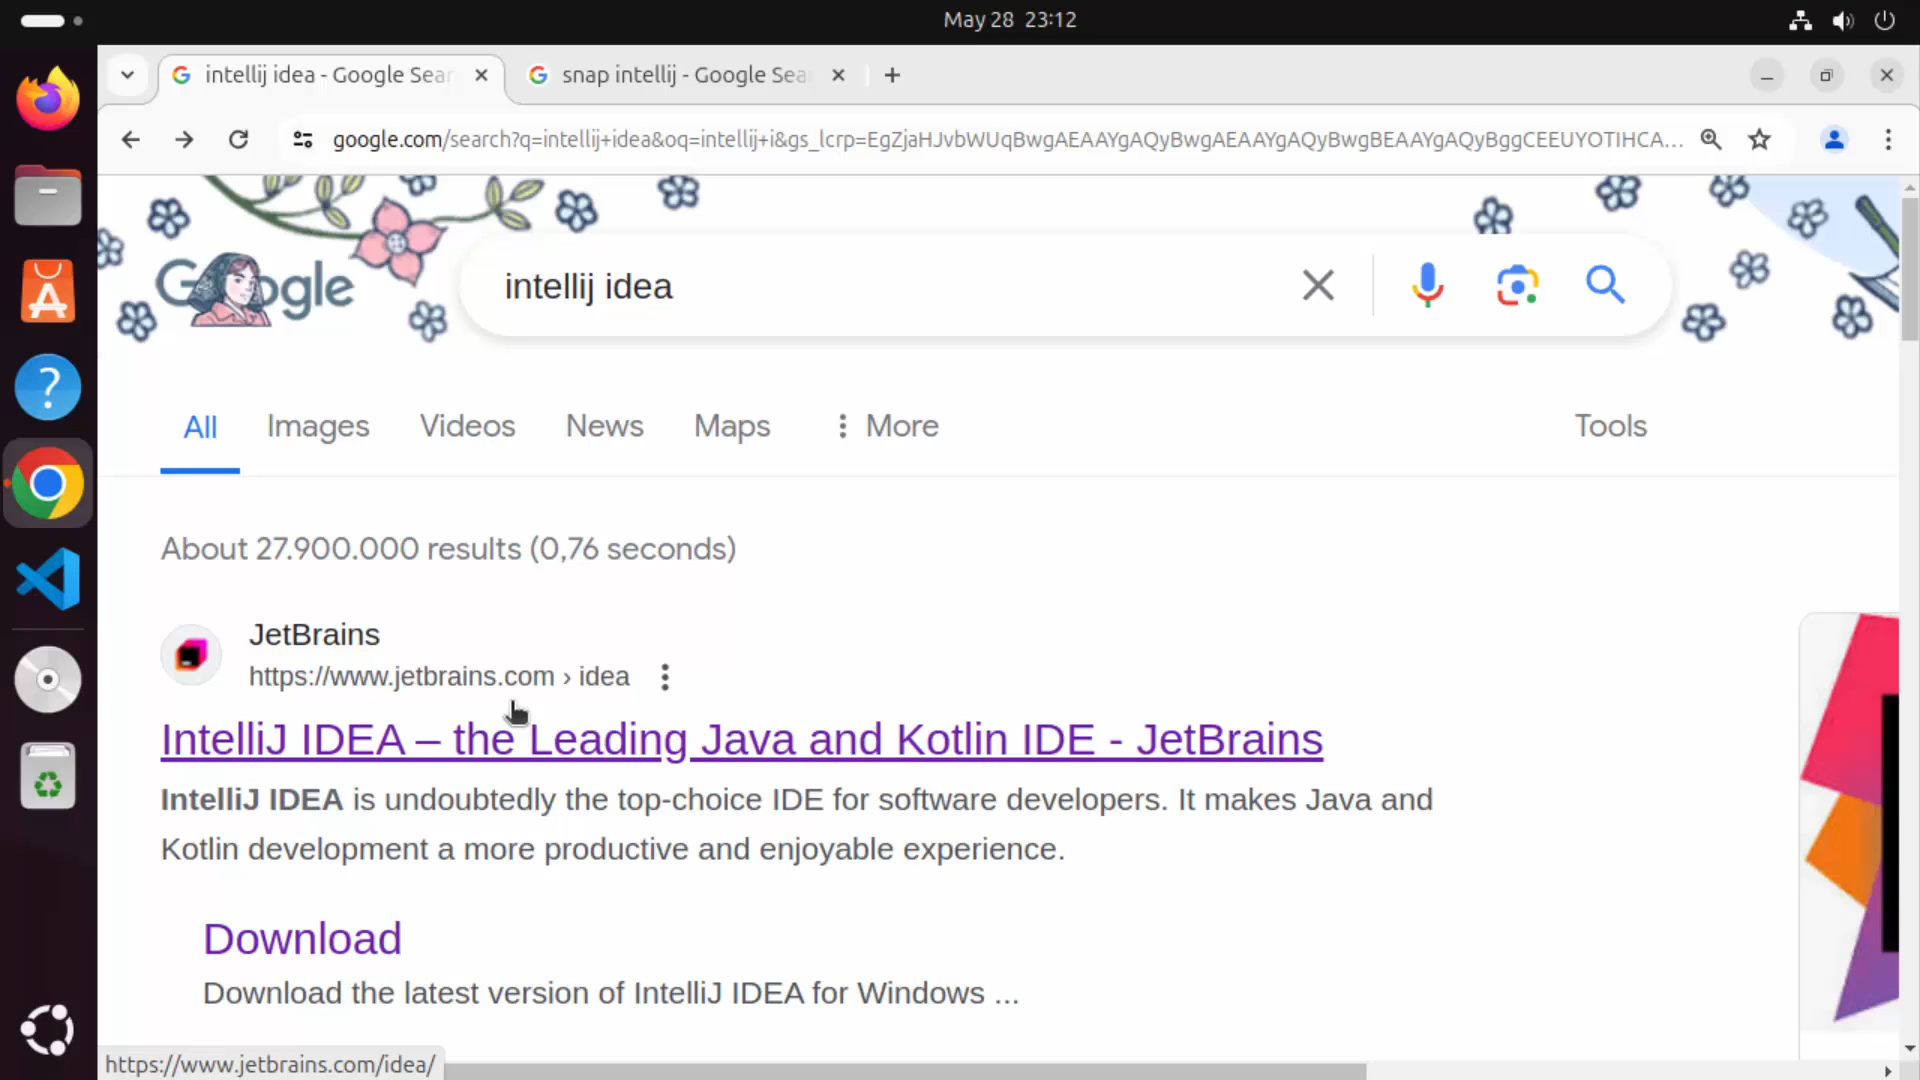 May 28 23:12
intellij idea - Google Sear
snap intellij - Google Sea
google.com/search?q=intellij+idea&oq=intellij+i&gs_lcrp=EgZjaHJvbWUqBwgAEAAYgAQyBwgAEAAYgAQyBwgBEAAYgAQyBggCEEUYOTIHCA...
Google
intellij idea
All Images Videos News Maps More Tools
About 27.900.000 results (0,76 seconds)
JetBrains
https://www.jetbrains.com › idea
IntelliJ IDEA – the Leading Java and Kotlin IDE - JetBrains
IntelliJ IDEA is undoubtedly the top-choice IDE for software developers. It makes Java and
Kotlin development a more productive and enjoyable experience.
Download
Download the latest version of IntelliJ IDEA for Windows ...
https://www.jetbrains.com/idea/